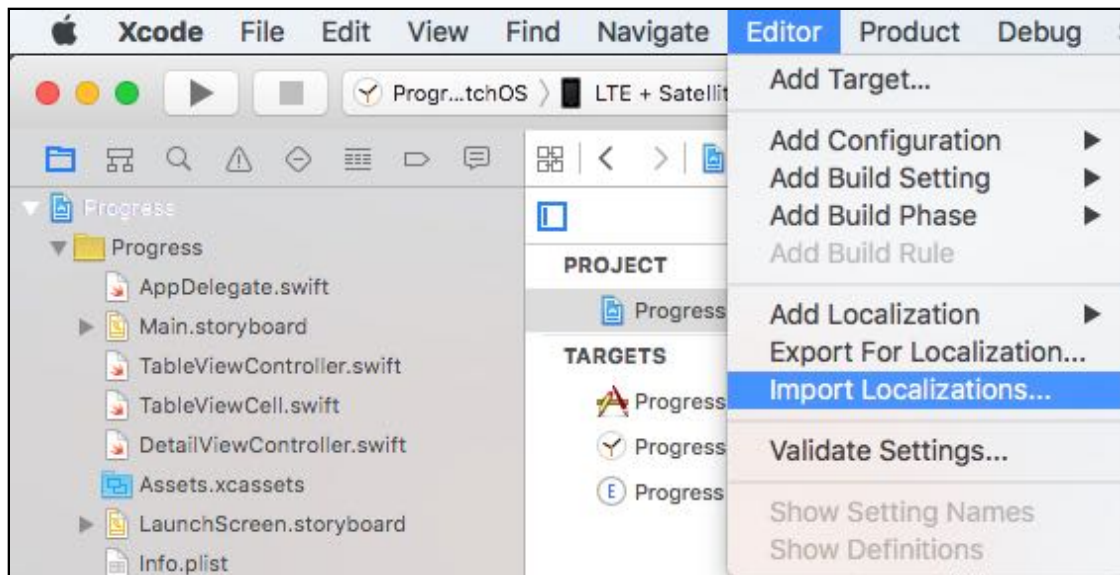 Xcode File Edit View Find Navigate Editor Product Debug
Progr...tchOS LTE + Satellit
Add Target...
Add Configuration
Add Build Setting
Add Build Phase
Add Build Rule
Add Localization
Export For Localization...
Import Localizations...
Validate Settings...
Show Setting Names
Show Definitions
Progress
Progress
AppDelegate.swift
Main.storyboard
TableViewController.swift
TableViewCell.swift
DetailViewController.swift
Assets.xcassets
LaunchScreen.storyboard
Info.plist
PROJECT
Progress
TARGETS
Progress
Progress
E Progress